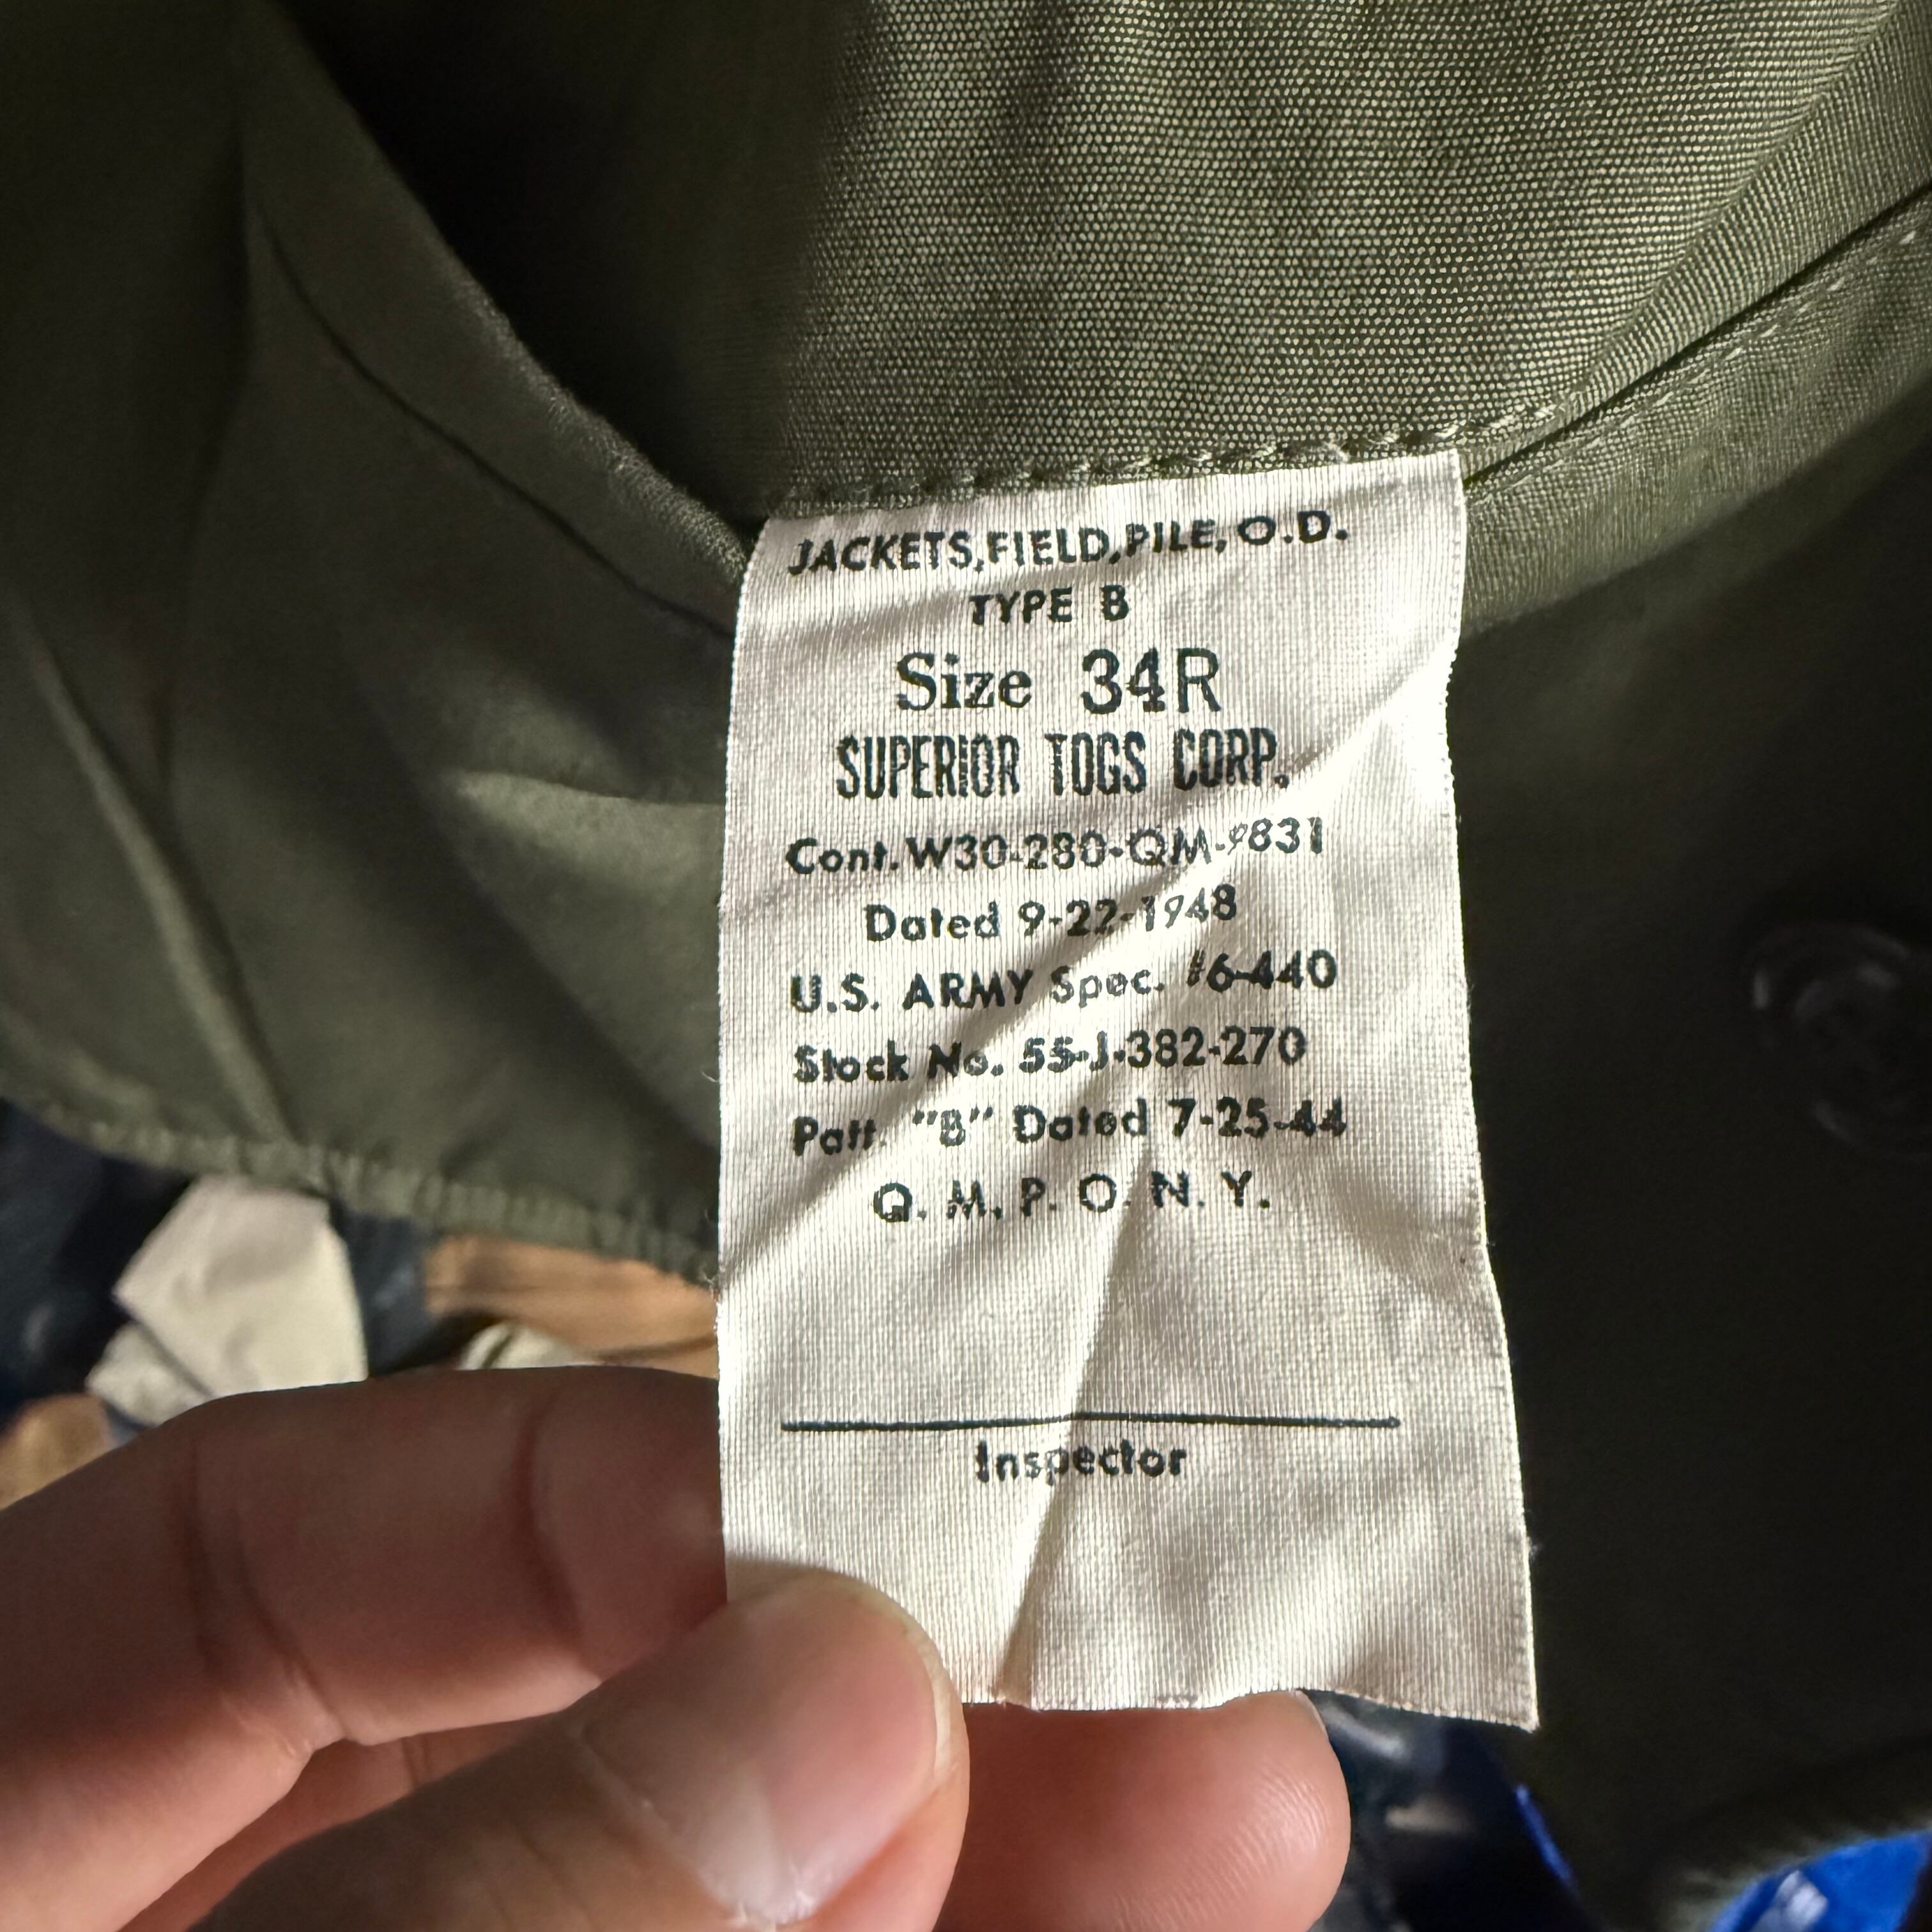 JACKETS,FIELD,PILE, O.D.
TYPE B
Size 34R
SUPERIOR TOGS CORP.
Cont. W30-280-QM-9831
Dated 9-22-1948
U.S. ARMY Spec. #6-440
Stock No. 55-J-382-270
Patt. "B" Dated 7-25-44
Q. M. P. O. N. Y.
Inspector